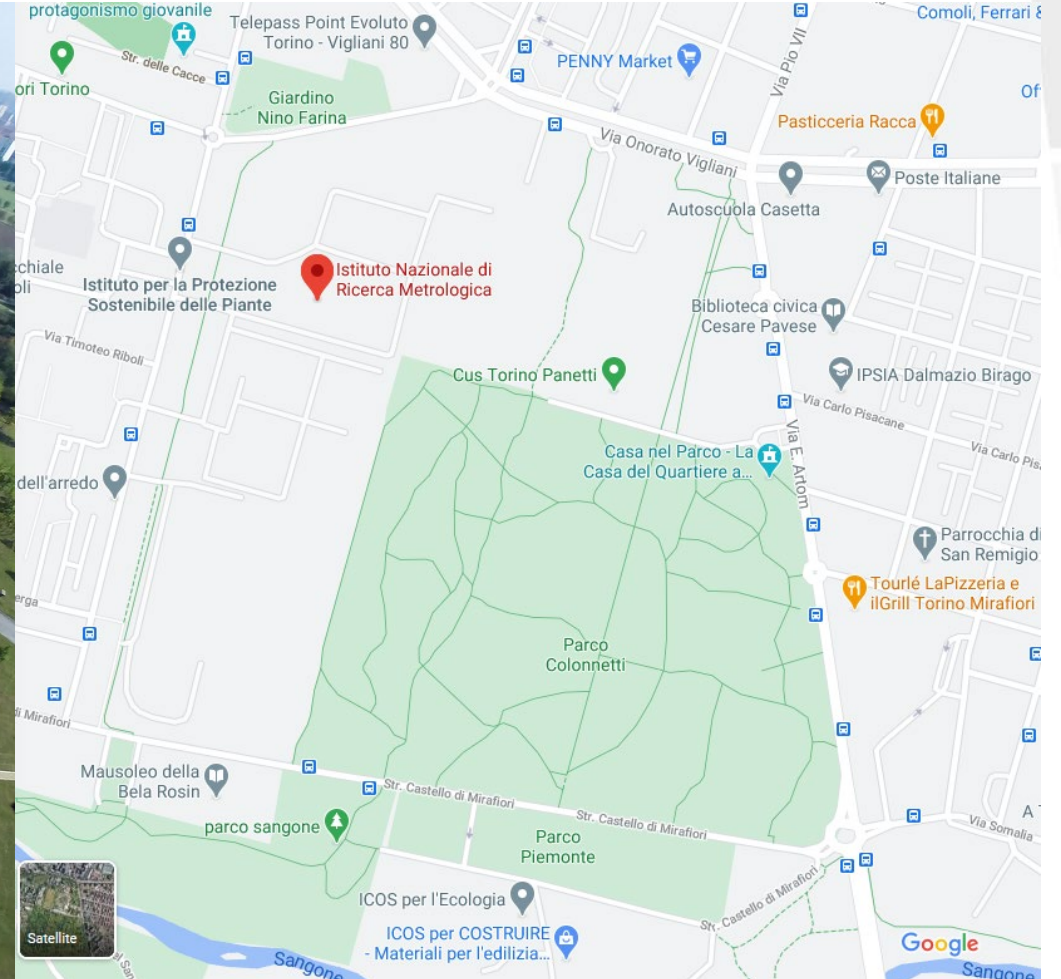 protagonismo giovanile
Telepass Point Evoluto
Torino - Vigliani 80
Comoli, Ferrari &
Str. delle Cacce
ori Torino
Giardino
Nino Farina
PENNY Market
Via Pio VII
Of
Pasticceria Racca
Via Onorato Vigliani
Poste Italiane
Autoscuola Casetta
cchiale
oli
Istituto per la Protezione
Sostenibile delle Piante
Istituto Nazionale di
Ricerca Metrologica
Biblioteca civica
Cesare Pavese
Via Timoteo Riboli
Cus Torino Panetti
IPSIA Dalmazio Birago
Via Carlo Pisacane
Via Carlo Pis
Via E. Artom
Casa nel Parco - La
Casa del Quartiere a...
dell'arredo
Parrocchia di
San Remigio
Tourlé LaPizzeria e
ilGrill Torino Mirafiori
erga
Parco
Colonnetti
di Mirafiori
Mausoleo della
Bela Rosin
Str. Castello di Mirafiori
Str. Castello di Mirafiori
parco sangone
Parco
Piemonte
Via Somalia
A
Str. Castello di Mirafiori
ICOS per l'Ecologia
ICOS per COSTRUIRE
- Materiali per l'edilizia...
Satellite
Sangone
Google
Sangone